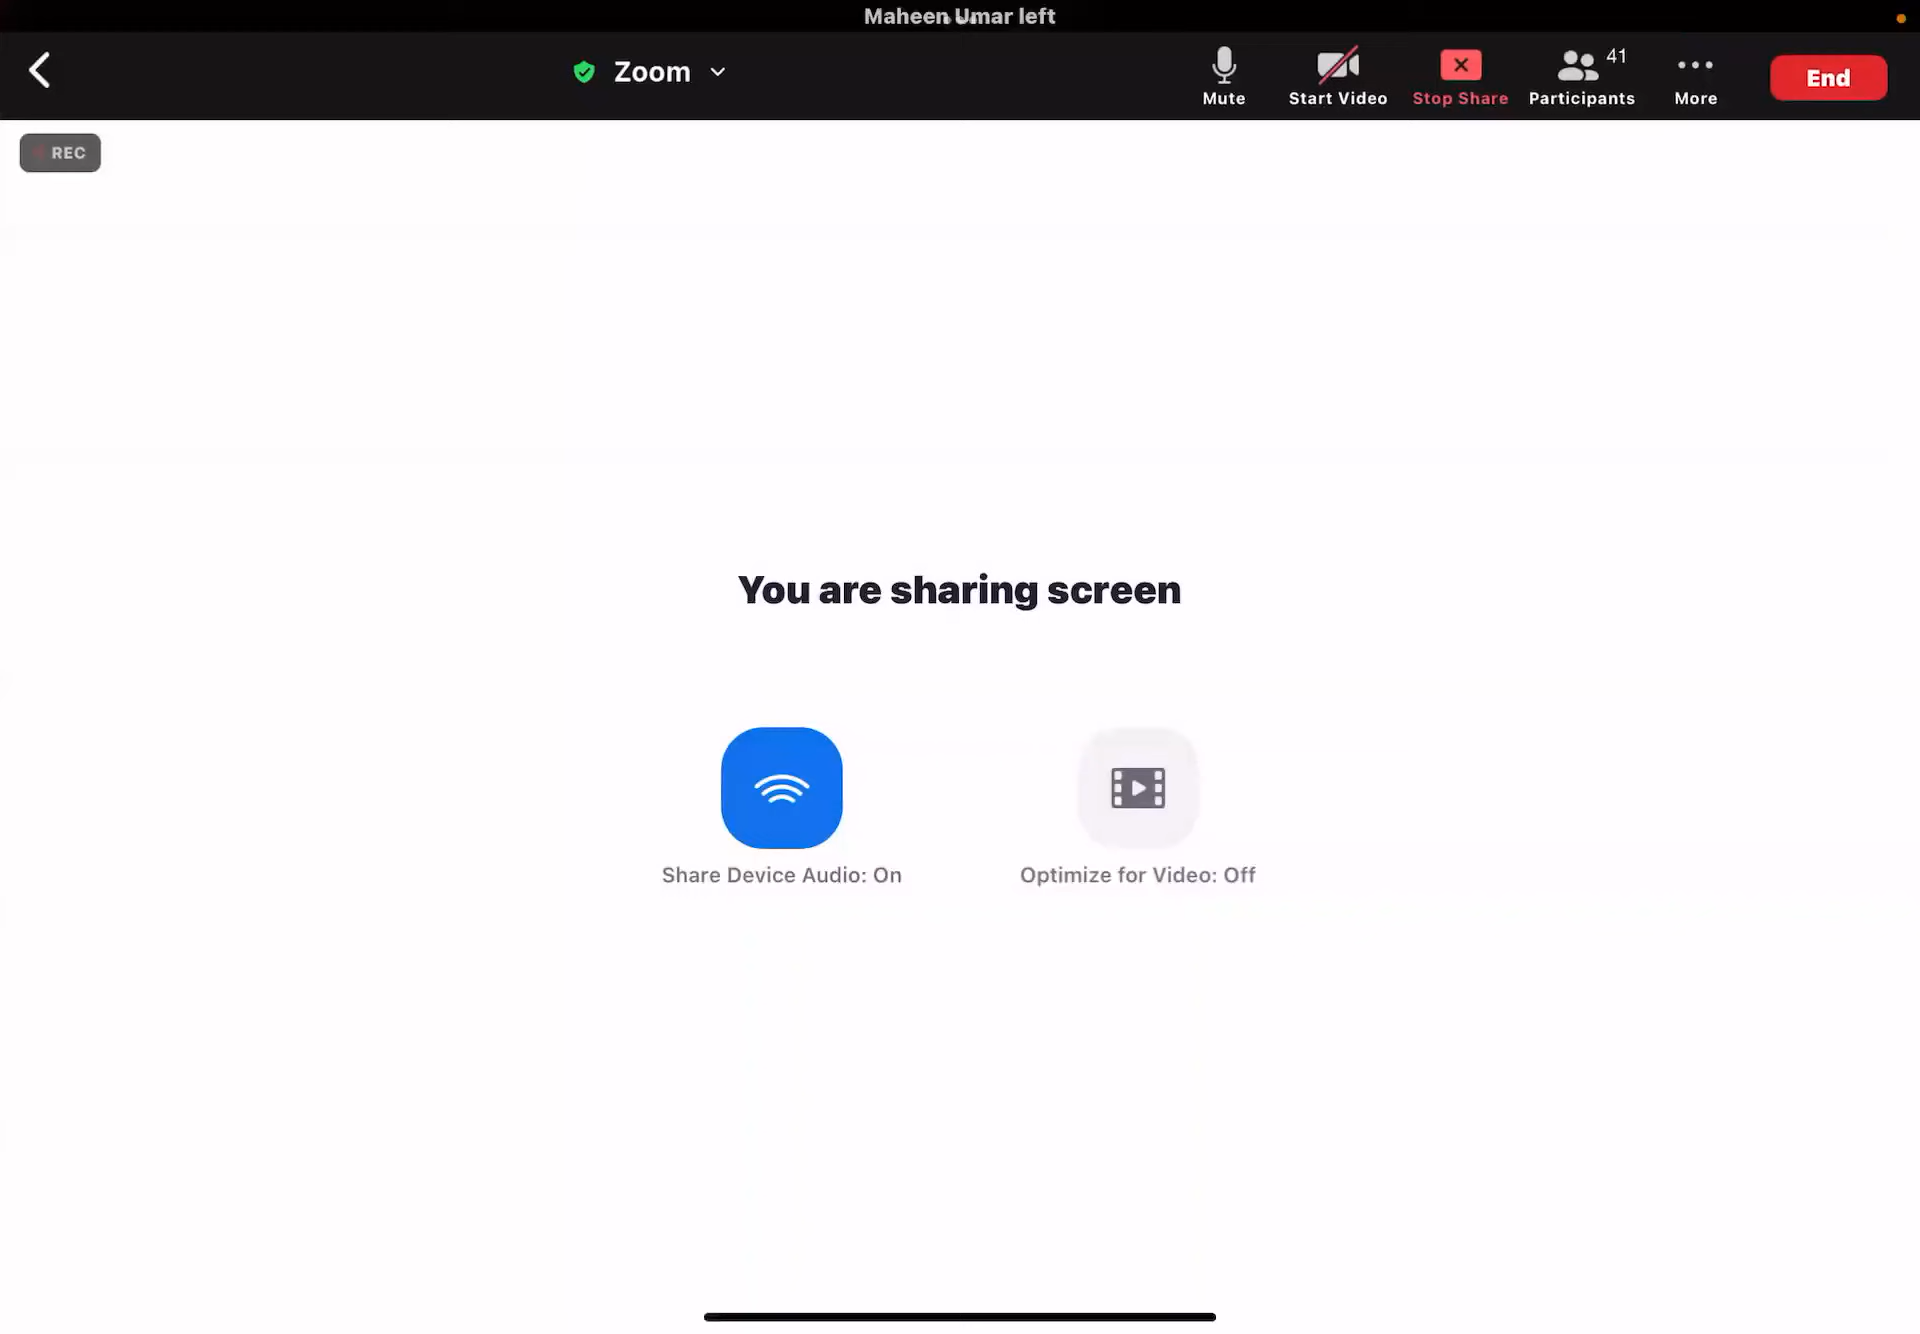 Maheen Umar left
Zoom
Mute
Start Video
Stop Share
Participants
41
More
End
REC
You are sharing screen
Share Device Audio: On
Optimize for Video: Off